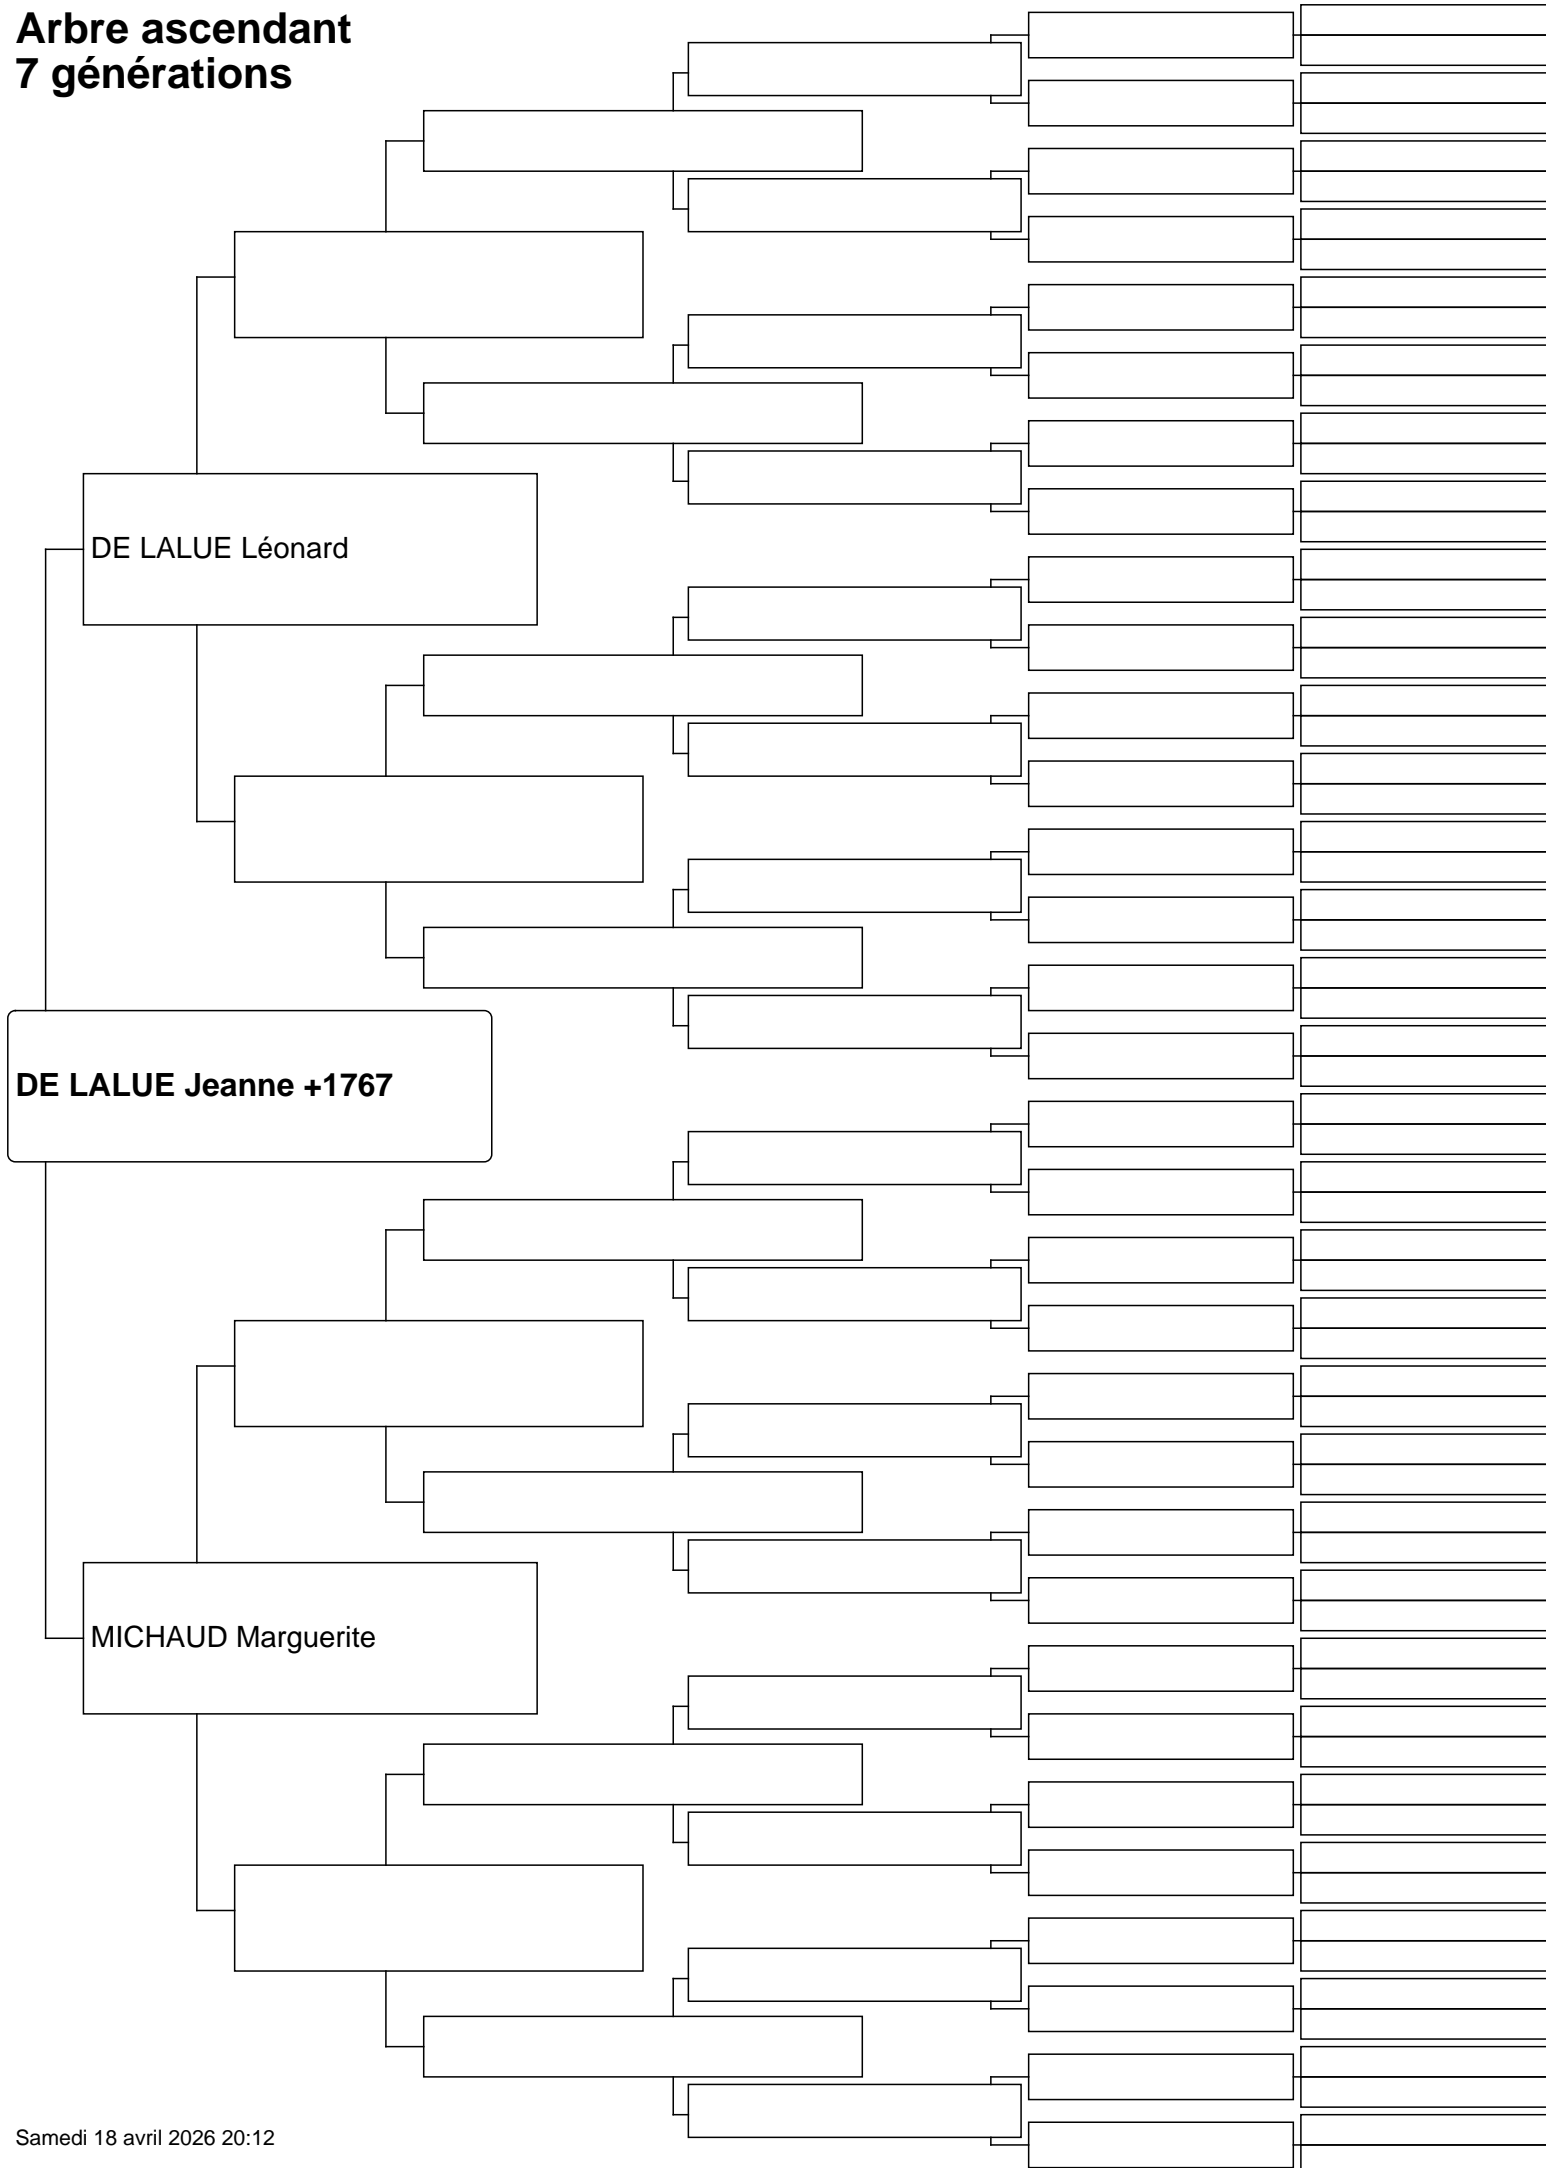 Arbre ascendant
7 générations
DE LALUE Léonard
DE LALUE Jeanne +1767
MICHAUD Marguerite
Samedi 18 avril 2026 20:12